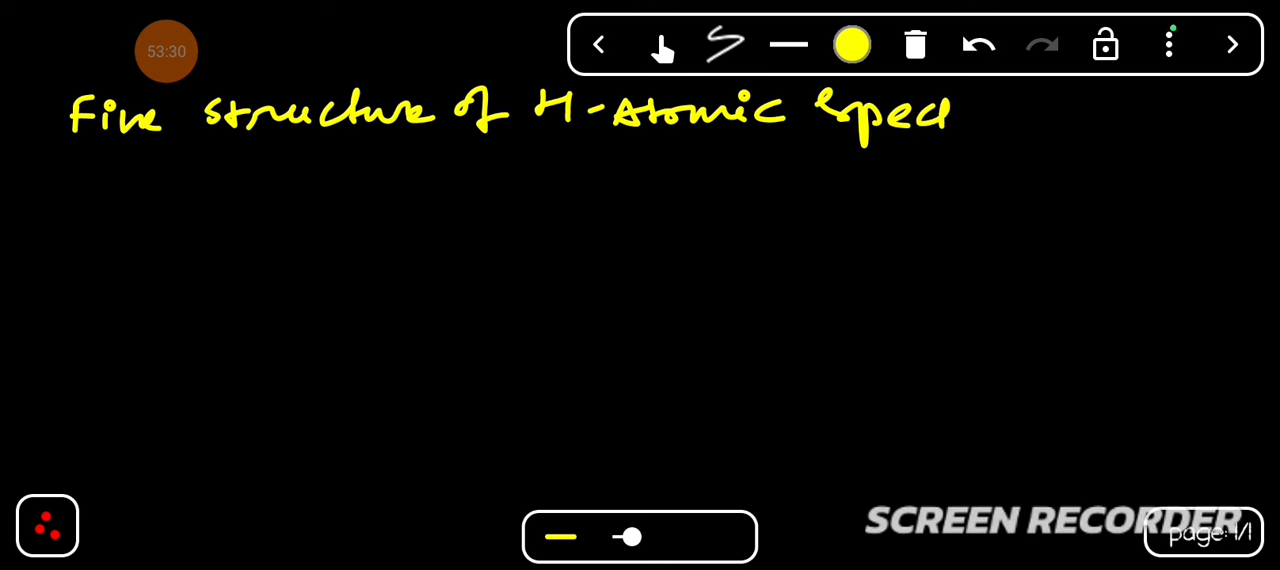 53:30
Fine structure of H-Atomic Spec
SCREEN RECORDER
page:1/1